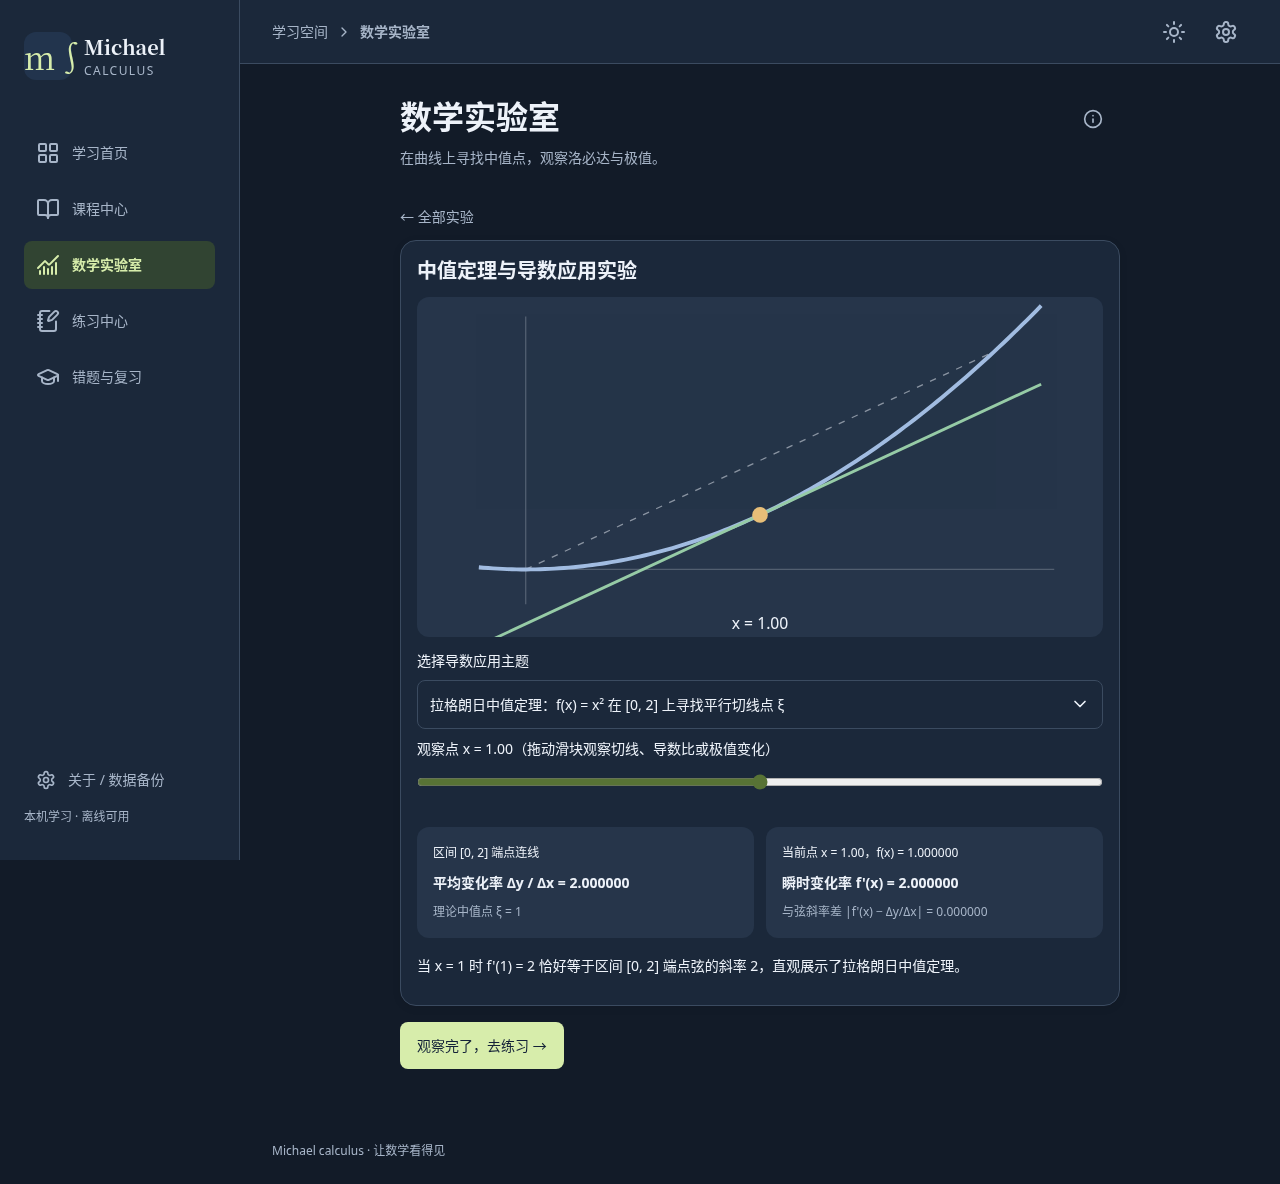 m ∫ Michael
CALCULUS
学习空间 > 数学实验室
学习首页
课程中心
数学实验室
练习中心
错题与复习
关于 / 数据备份
本机学习 · 离线可用
数学实验室
在曲线上寻找中值点，观察洛必达与极值。
← 全部实验
中值定理与导数应用实验
x = 1.00
选择导数应用主题
拉格朗日中值定理：f(x) = x² 在 [0, 2] 上寻找平行切线点 ξ
观察点 x = 1.00（拖动滑块观察切线、导数比或极值变化）
区间 [0, 2] 端点连线
平均变化率 Δy / Δx = 2.000000
理论中值点 ξ = 1
当前点 x = 1.00，f(x) = 1.000000
瞬时变化率 f'(x) = 2.000000
与弦斜率差 |f'(x) − Δy/Δx| = 0.000000
当 x = 1 时 f'(1) = 2 恰好等于区间 [0, 2] 端点弦的斜率 2，直观展示了拉格朗日中值定理。
观察完了，去练习 →
Michael calculus · 让数学看得见